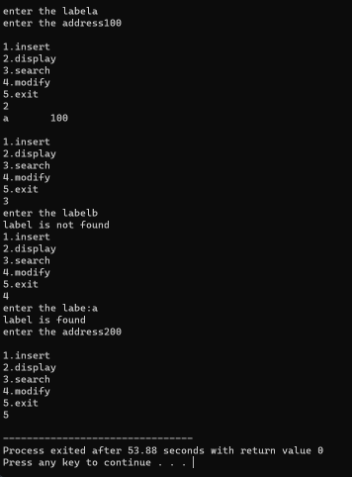 enter the labela
enter the address100
1.insert
2.display
3.search
4.modify
5.exit
2
a 100
1.insert
2.display
3.search
4.modify
5.exit
3
enter the labelb
label is not found
1.insert
2.display
3.search
4.modify
5.exit
4
enter the labe:a
label is found
enter the address200
1.insert
2.display
3.search
4.modify
5.exit
5
--------------------------------
Process exited after 53.88 seconds with return value 0
Press any key to continue . . .